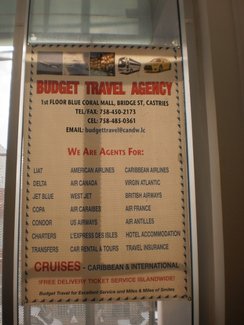 BUDGET TRAVEL AGENCY
1st FLOOR BLUE CORAL MALL, BRIDGE ST, CASTRIES
TEL/FAX: 758-450-2173
CEL: 758-485-0361
EMAIL: budgettravel@candw.lc
WE ARE AGENTS FOR:
LIAT AMERICAN AIRLINES CARIBBEAN AIRLINES
DELTA AIR CANADA VIRGIN ATLANTIC
JET BLUE WEST JET BRITISH AIRWAYS
COPA AIR CARAIBES AIR FRANCE
CONDOR US AIRWAYS AIR ANTILLES
CHARTERS L'EXPRESS DES ISLES HOTEL ACCOMMODATION
TRANSFERS CAR RENTAL & TOURS TRAVEL INSURANCE
CRUISES - CARIBBEAN & INTERNATIONAL
!FREE DELIVERY TICKET SERVICE ISLANDWIDE!
Budget Travel for Excellent Service and Miles & Miles of Smiles